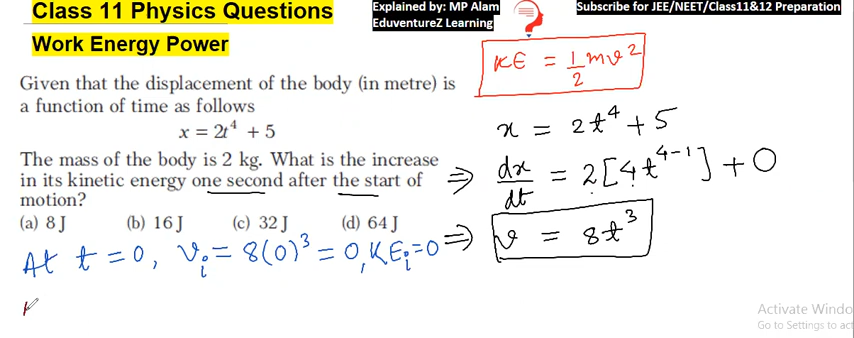 Class 11 Physics Questions
Work Energy Power
Explained by: MP Alam
EduventureZ Learning
Subscribe for JEE/NEET/Class11&12 Preparation
KE = 1/2 mv²
Given that the displacement of the body (in metre) is
a function of time as follows
x = 2t⁴ + 5
The mass of the body is 2 kg. What is the increase
in its kinetic energy one second after the start of
motion?
(a) 8 J (b) 16 J (c) 32 J (d) 64 J
x = 2t⁴ + 5
⇒ dx/dt = 2[4t⁴⁻¹] + 0
⇒ v = 8t³
At t = 0, vᵢ = 8(0)³ = 0, KEᵢ = 0
Activate Windo
Go to Settings to act